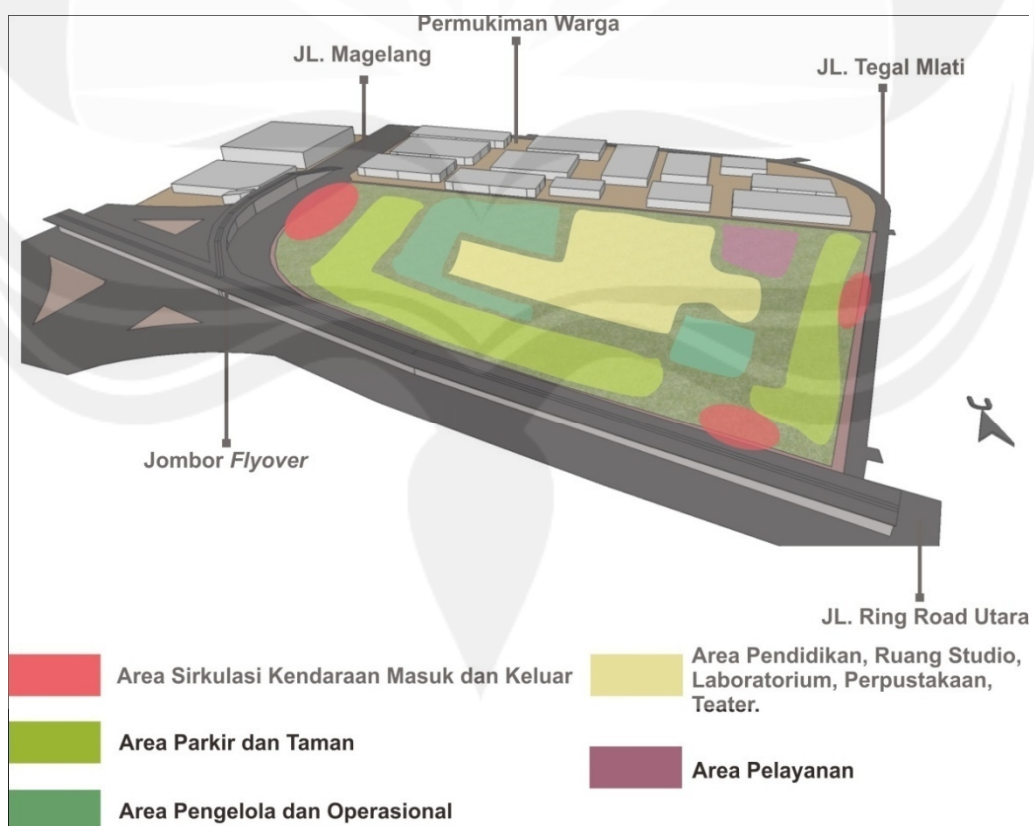 Permukiman Warga
JL. Magelang
JL. Tegal Mlati
Jombor Flyover
JL. Ring Road Utara
Area Sirkulasi Kendaraan Masuk dan Keluar
Area Parkir dan Taman
Area Pengelola dan Operasional
Area Pendidikan, Ruang Studio,
Laboratorium, Perpustakaan,
Teater.
Area Pelayanan